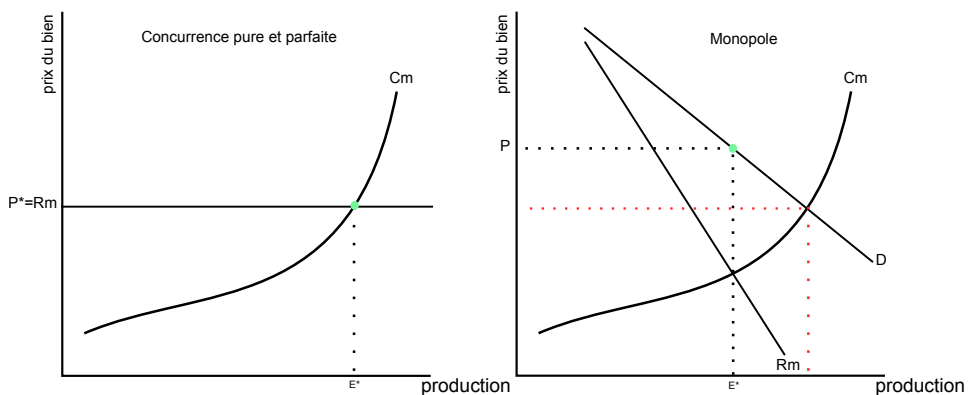 prix du bien
Concurrence pure et parfaite
Cm
P*=Rm
E*
production
prix du bien
Monopole
Cm
P
D
Rm
E*
production